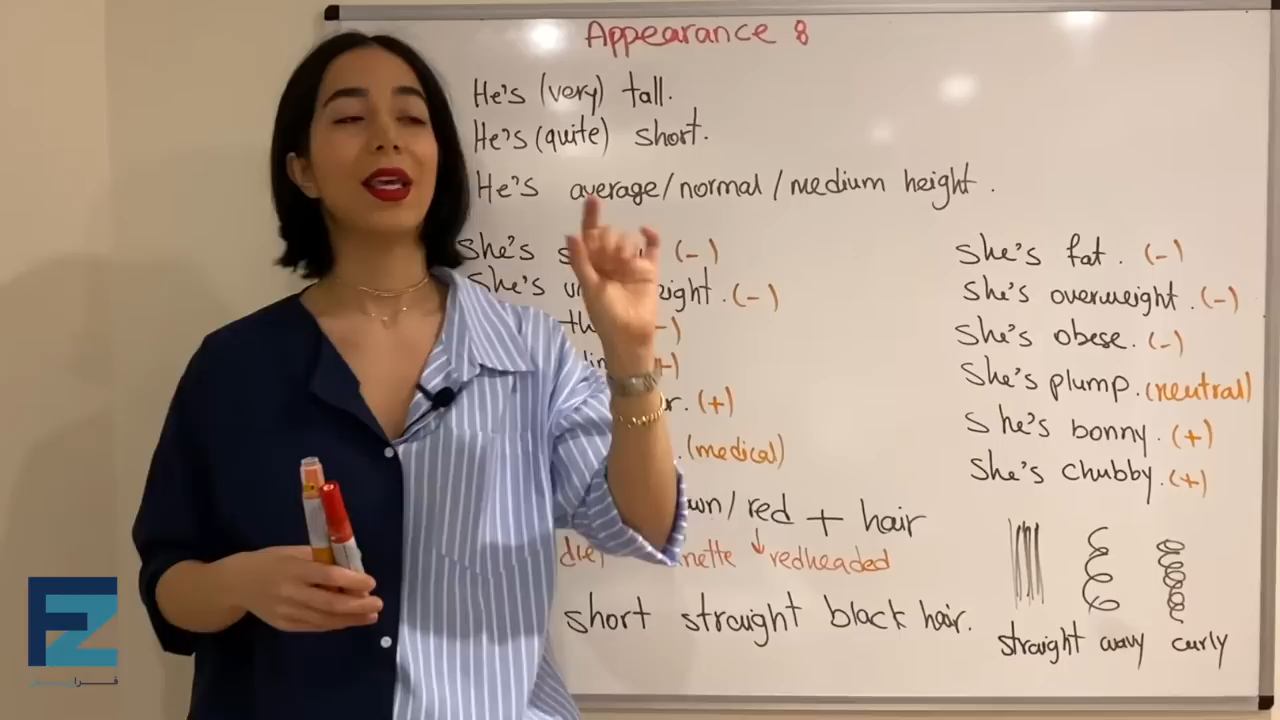 Appearance 8
He's (very) tall.
He's (quite) short.
He's average/normal/medium height.
She's (-)
She's (-)
(-)
r. (+)
(medical)
She's fat. (-)
She's overweight. (-)
She's obese. (-)
She's plump. (neutral)
She's bonny. (+)
She's chubby. (+)
/ red + hair
redheaded
short straight black hair.
straight wavy curly
FZ